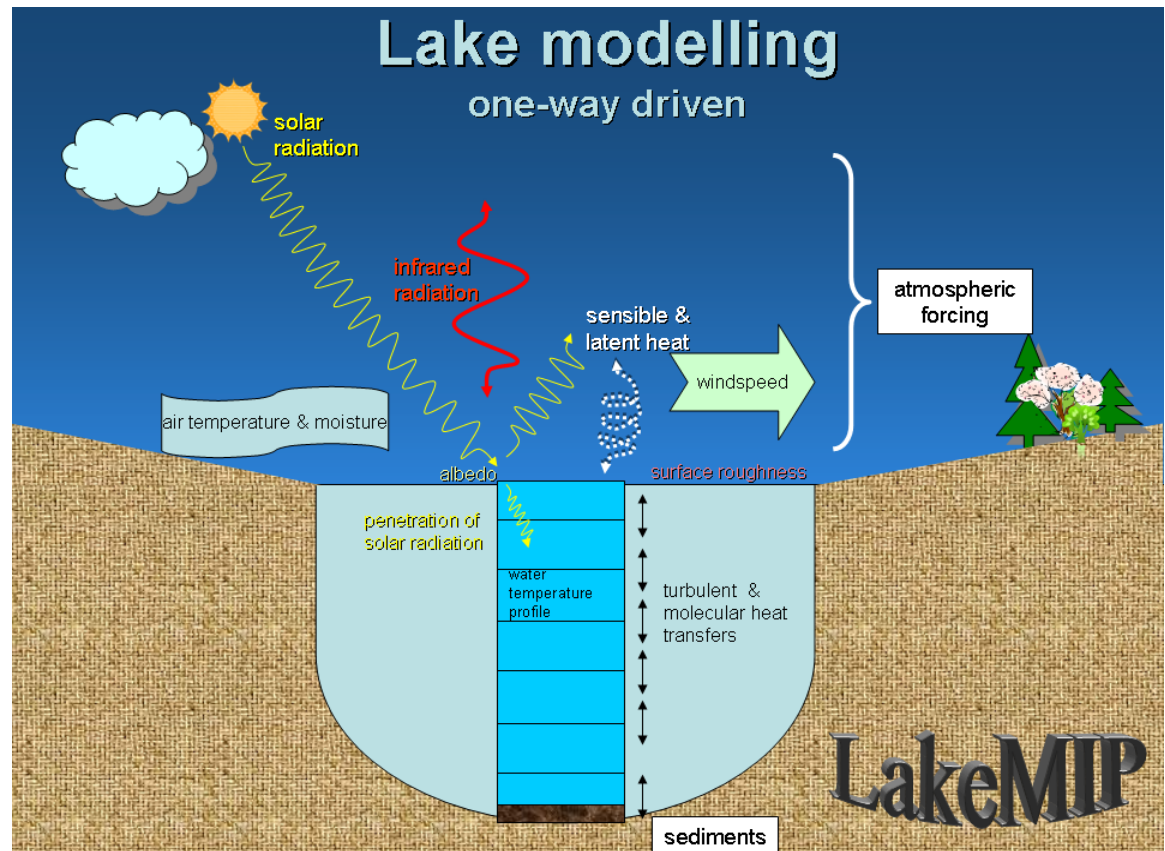 Lake modelling
one-way driven
solar
radiation
infrared
radiation
atmospheric
forcing
sensible &
latent heat
windspeed
air temperature & moisture
albedo
surface roughness
penetration of
solar radiation
water
temperature
profile
turbulent &
molecular heat
transfers
LakeMIP
sediments